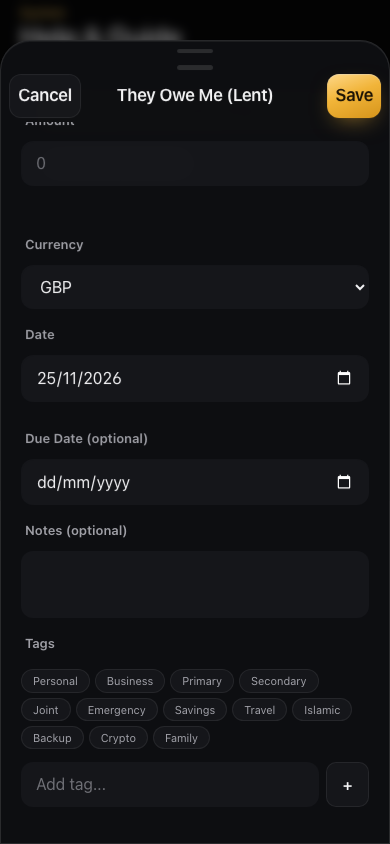 Cancel
They Owe Me (Lent)
Save
Amount
0
Currency
GBP
Date
25/11/2026
Due Date (optional)
dd/mm/yyyy
Notes (optional)
Tags
Personal Business Primary Secondary
Joint Emergency Savings Travel Islamic
Backup Crypto Family
Add tag...
+